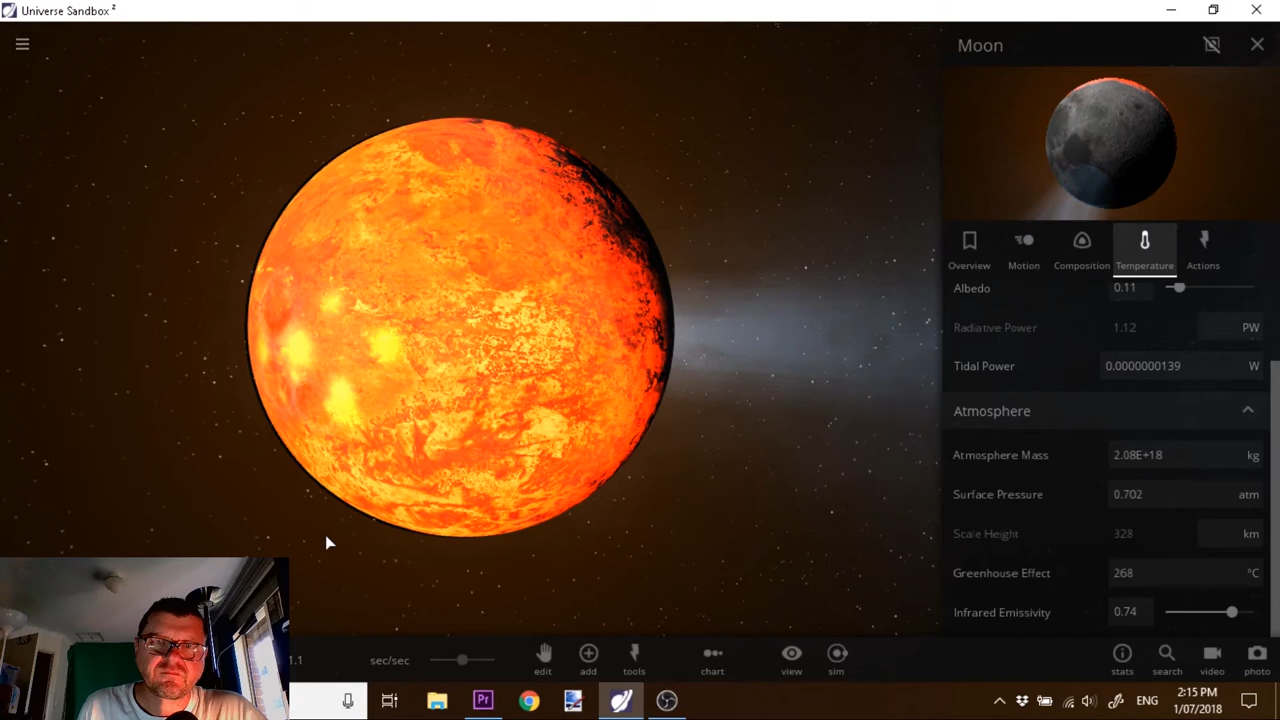 Universe Sandbox ²
Moon
Overview Motion Composition Temperature Actions
Albedo 0.11
Radiative Power 1.12 PW
Tidal Power 0.0000000139 W
Atmosphere
Atmosphere Mass 2.08E+18 kg
Surface Pressure 0.702 atm
Scale Height 328 km
Greenhouse Effect 268 °C
Infrared Emissivity 0.74
1.1 sec/sec
edit add tools chart view sim stats search video photo
Pr ENG
2:15 PM
1/07/2018